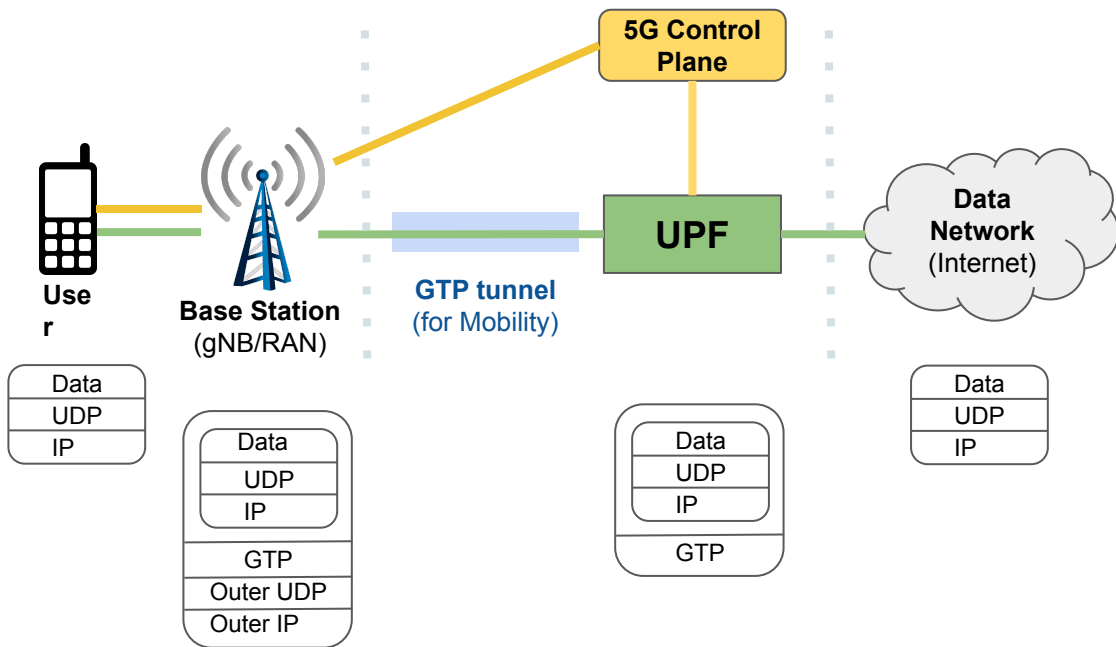 5G Control
Plane
UPF
Data
Network
(Internet)
Use
r
Base Station
(gNB/RAN)
GTP tunnel
(for Mobility)
Data
UDP
IP
Data
UDP
IP
GTP
Outer UDP
Outer IP
Data
UDP
IP
GTP
Data
UDP
IP